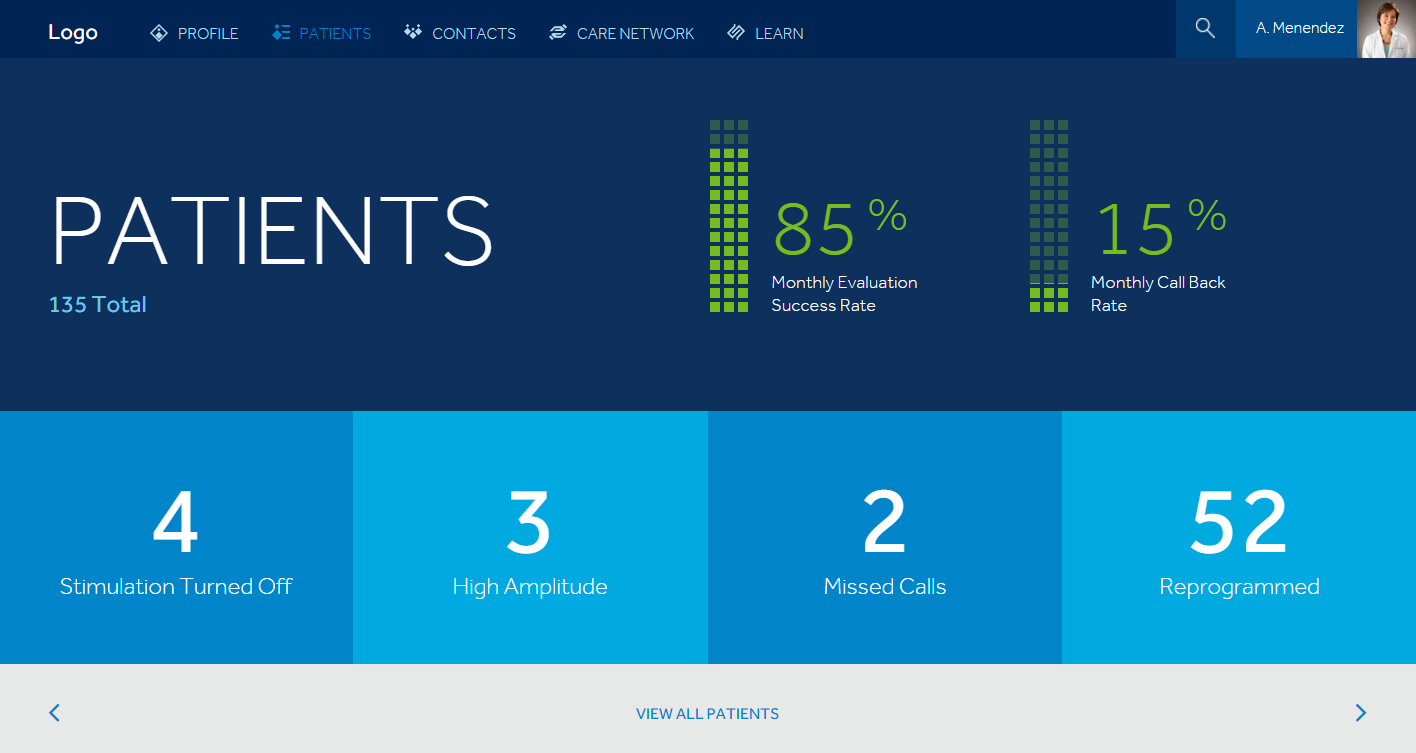 Logo
PROFILE
PATIENTS
CONTACTS
CARE NETWORK
LEARN
A. Menendez
PATIENTS
135 Total
85 %
Monthly Evaluation
Success Rate
15 %
Monthly Call Back
Rate
4
Stimulation Turned Off
3
High Amplitude
2
Missed Calls
52
Reprogrammed
VIEW ALL PATIENTS